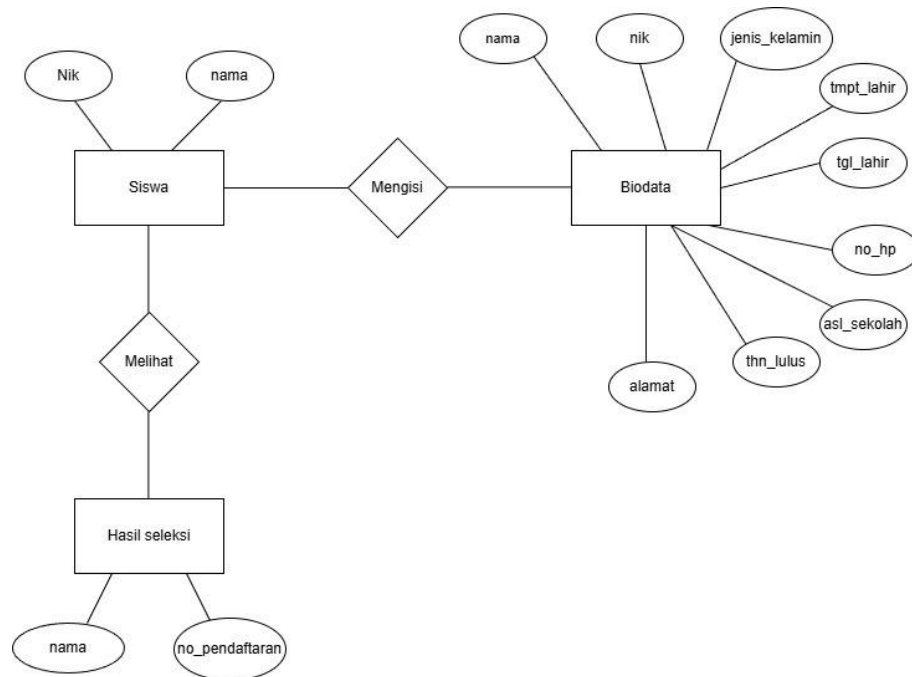 nama
nik
jenis_kelamin
Nik
nama
tmpt_lahir
tgl_lahir
Siswa
Mengisi
Biodata
no_hp
asl_sekolah
Melihat
thn_lulus
alamat
Hasil seleksi
nama
no_pendaftaran